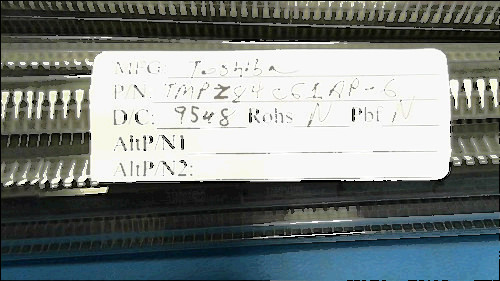 MFG Toshiba
P/N: TMPZ84C61AP-6
D/C: 9548 Rohs N Pbf N
AltP/N1
AltP/N2: